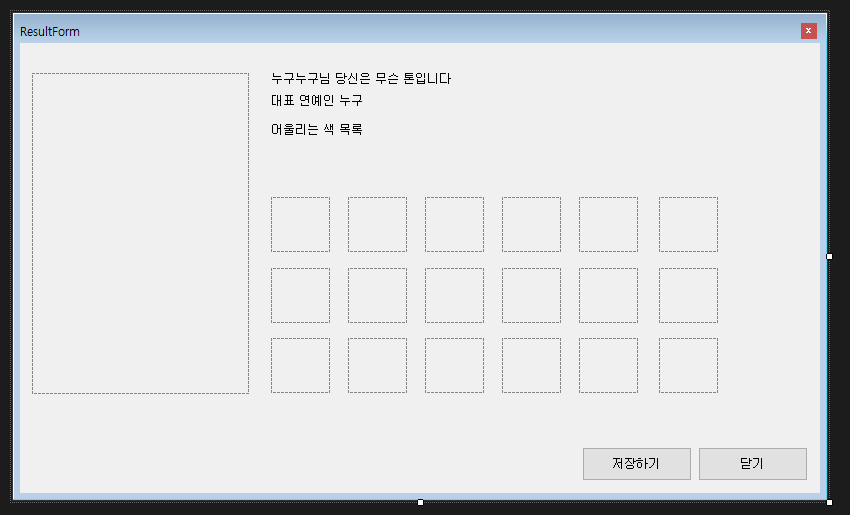 ResultForm
x
누구누구님 당신은 무슨 톤입니다
대표 연예인 누구
어울리는 색 목록
저장하기
닫기